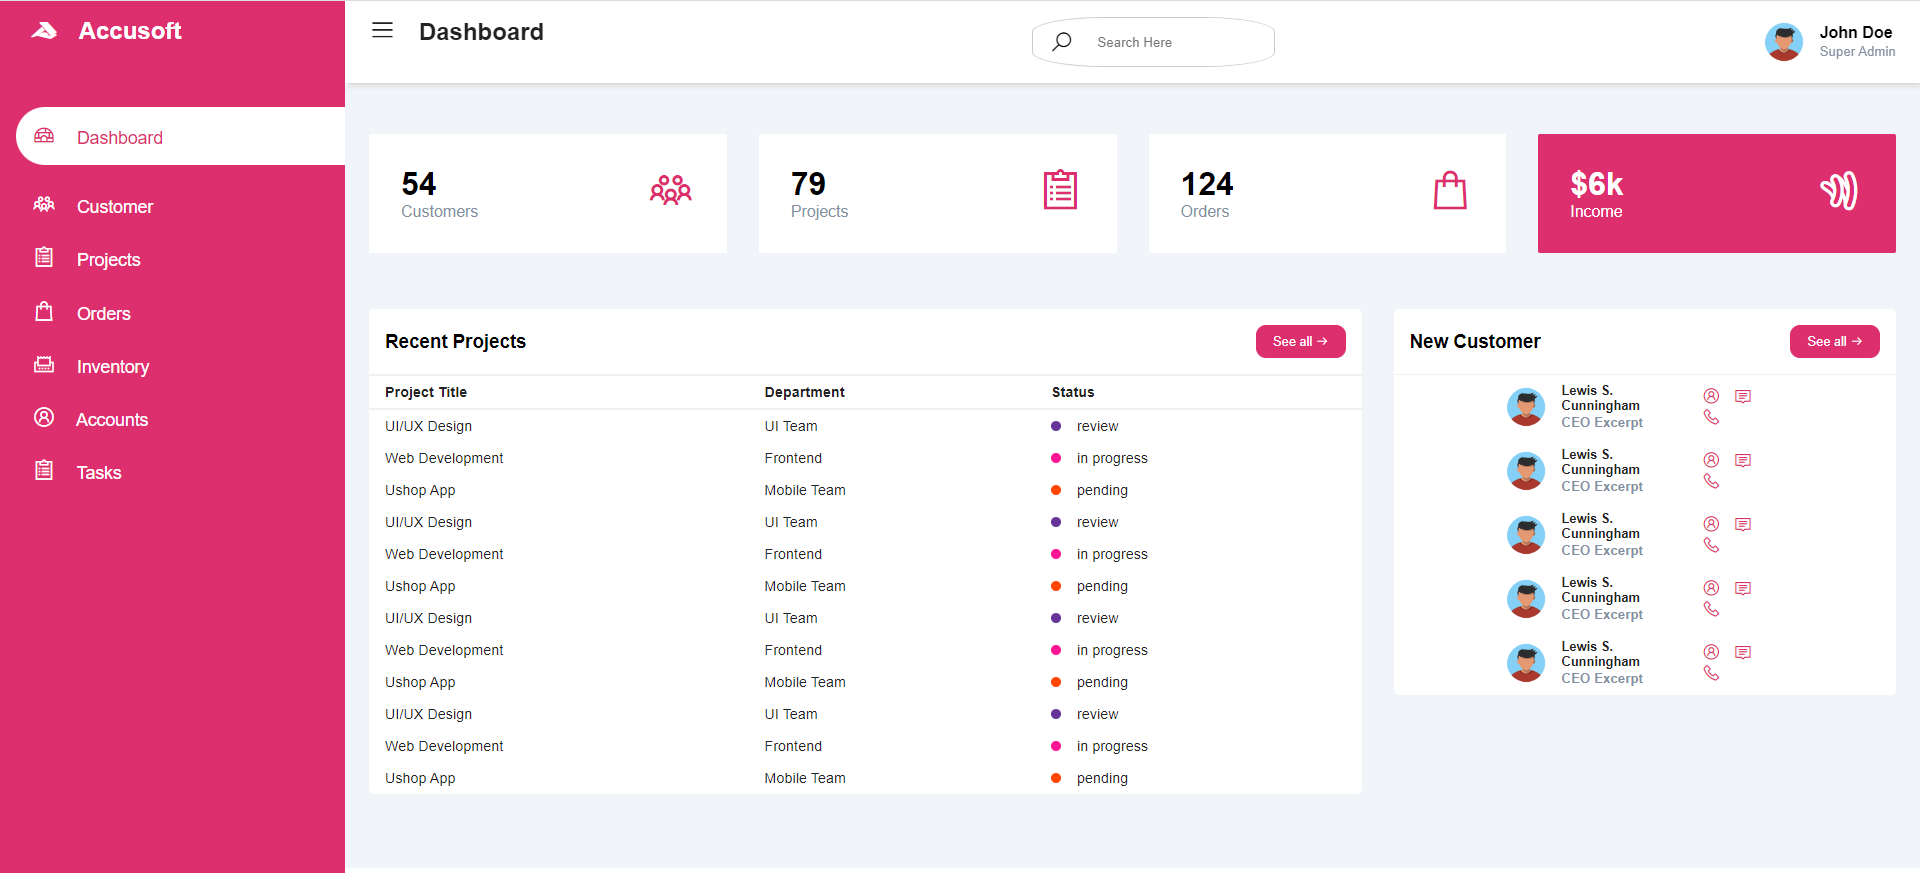 Accusoft
Dashboard
Customer
Projects
Orders
Inventory
Accounts
Tasks
Dashboard
Search Here
John Doe
Super Admin
54
Customers
79
Projects
124
Orders
$6k
Income
Recent Projects
See all →
Project Title Department Status
UI/UX Design UI Team review
Web Development Frontend in progress
Ushop App Mobile Team pending
UI/UX Design UI Team review
Web Development Frontend in progress
Ushop App Mobile Team pending
UI/UX Design UI Team review
Web Development Frontend in progress
Ushop App Mobile Team pending
UI/UX Design UI Team review
Web Development Frontend in progress
Ushop App Mobile Team pending
New Customer
See all →
Lewis S.
Cunningham
CEO Excerpt
Lewis S.
Cunningham
CEO Excerpt
Lewis S.
Cunningham
CEO Excerpt
Lewis S.
Cunningham
CEO Excerpt
Lewis S.
Cunningham
CEO Excerpt